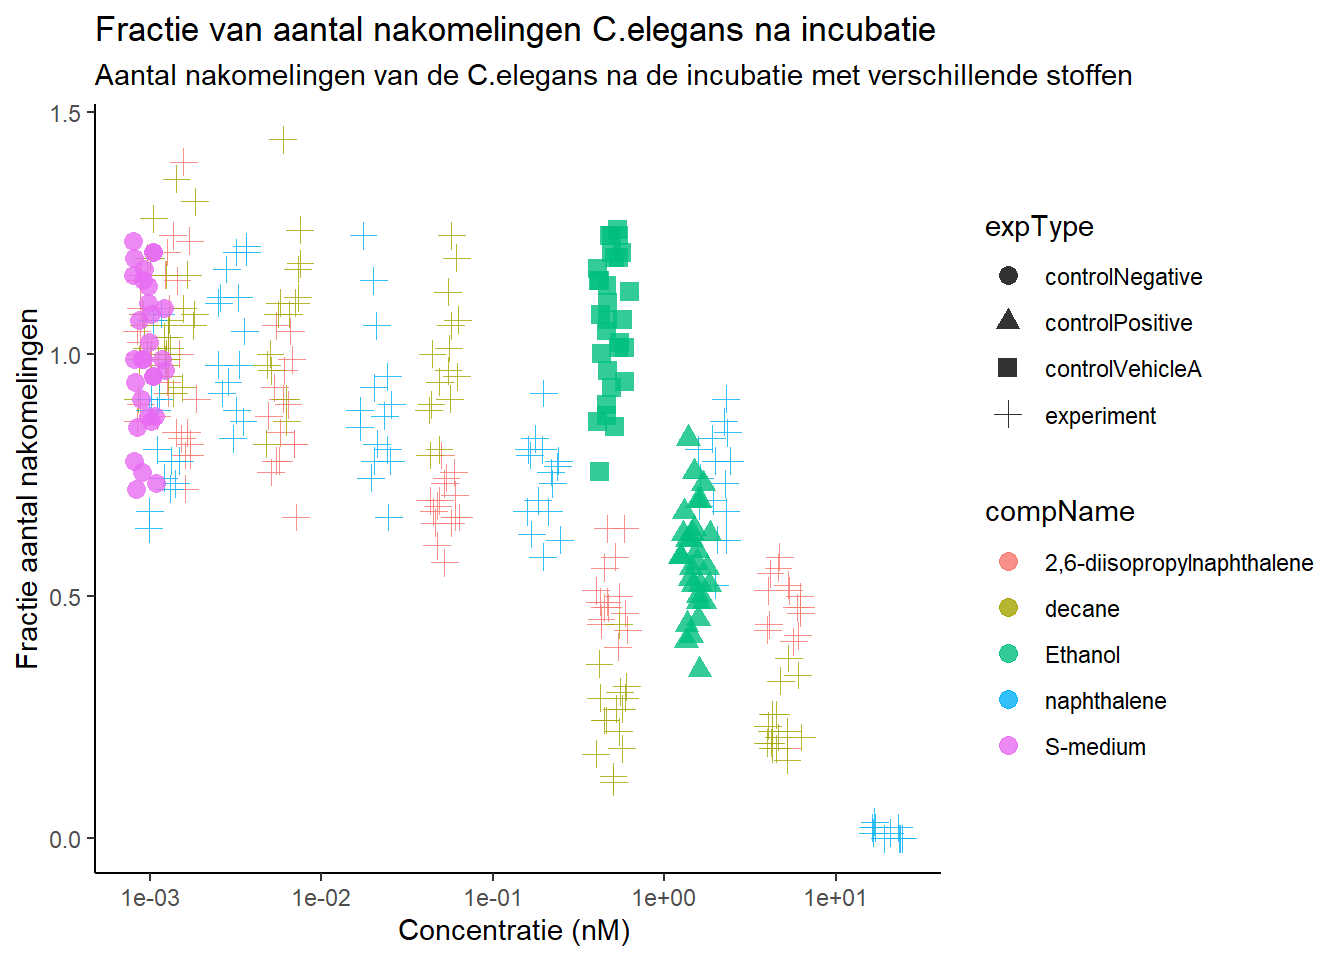 Fractie van aantal nakomelingen C.elegans na incubatie
Aantal nakomelingen van de C.elegans na de incubatie met verschillende stoffen
Fractie aantal nakomelingen
1.5
1.0
0.5
0.0
1e-03
1e-02
1e-01
1e+00
1e+01
Concentratie (nM)
expType
controlNegative
controlPositive
controlVehicleA
experiment
compName
2,6-diisopropylnaphthalene
decane
Ethanol
naphthalene
S-medium